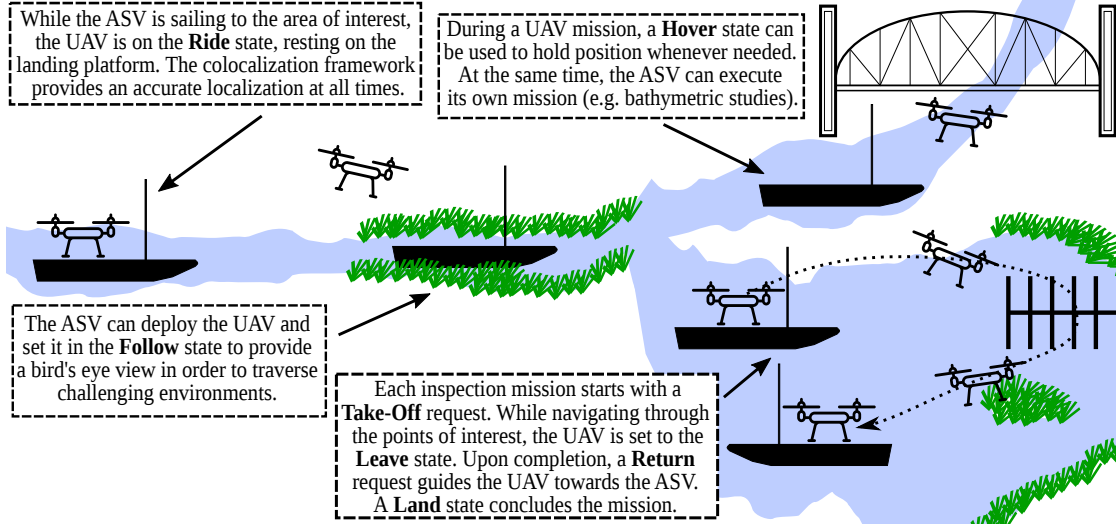 While the ASV is sailing to the area of interest,
the UAV is on the Ride state, resting on the
landing platform. The colocalization framework
provides an accurate localization at all times.
During a UAV mission, a Hover state can
be used to hold position whenever needed.
At the same time, the ASV can execute
its own mission (e.g. bathymetric studies).
The ASV can deploy the UAV and
set it in the Follow state to provide
a bird's eye view in order to traverse
challenging environments.
Each inspection mission starts with a
Take-Off request. While navigating through
the points of interest, the UAV is set to the
Leave state. Upon completion, a Return
request guides the UAV towards the ASV.
A Land state concludes the mission.